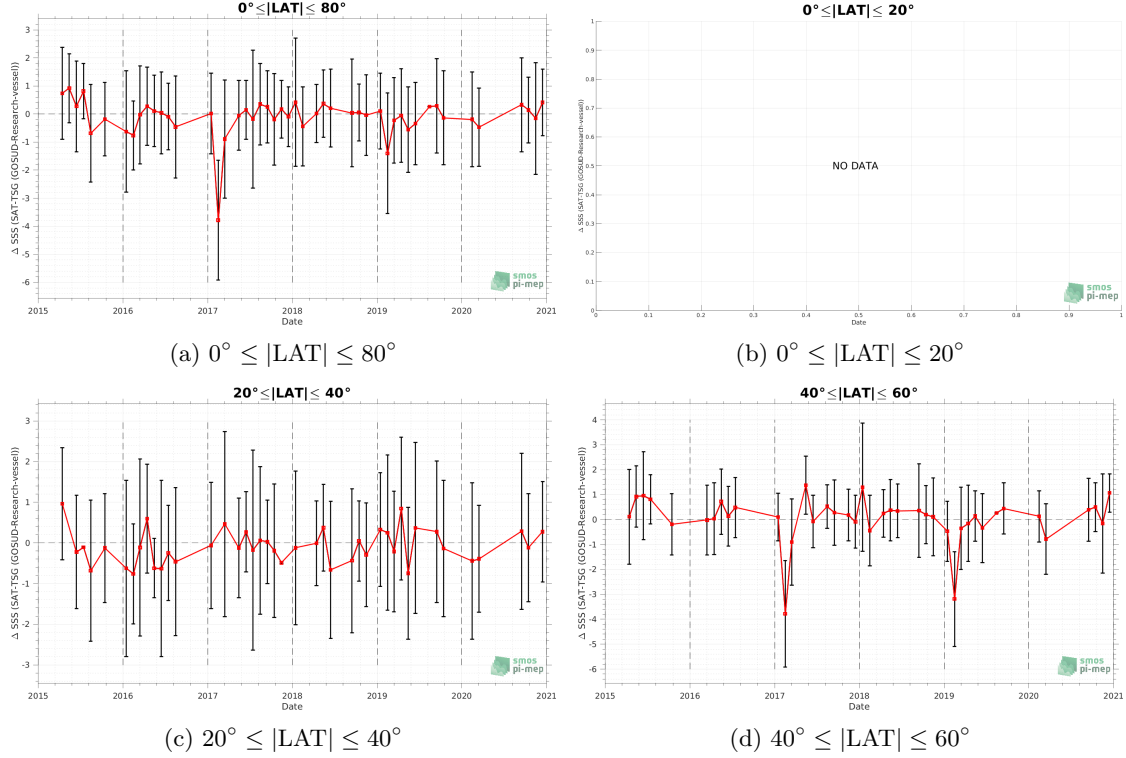 0°≤|LAT|≤ 80°
Δ SSS (SAT-TSG (GOSUD-Research-vessel))
3
2
1
0
-1
-2
-3
-4
-5
-6
2015 2016 2017 2018 2019 2020 2021
Date
smos
pi-mep
(a) 0° ≤ |LAT| ≤ 80°
0°≤|LAT|≤ 20°
Δ SSS (SAT-TSG (GOSUD-Research-vessel))
1
0.9
0.8
0.7
0.6
0.5
0.4
0.3
0.2
0.1
0
NO DATA
0 0.1 0.2 0.3 0.4 0.5 0.6 0.7 0.8 0.9 1
Date
smos
pi-mep
(b) 0° ≤ |LAT| ≤ 20°
20°≤|LAT|≤ 40°
Δ SSS (SAT-TSG (GOSUD-Research-vessel))
3
2
1
0
-1
-2
-3
2015 2016 2017 2018 2019 2020 2021
Date
smos
pi-mep
(c) 20° ≤ |LAT| ≤ 40°
40°≤|LAT|≤ 60°
Δ SSS (SAT-TSG (GOSUD-Research-vessel))
4
3
2
1
0
-1
-2
-3
-4
-5
-6
2015 2016 2017 2018 2019 2020 2021
Date
smos
pi-mep
(d) 40° ≤ |LAT| ≤ 60°